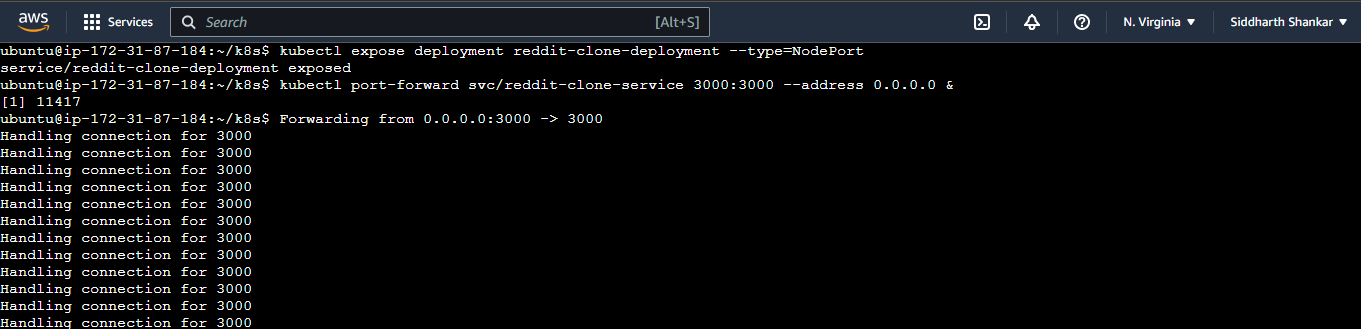 aws Services Search [Alt+S] N. Virginia Siddharth Shankar
ubuntu@ip-172-31-87-184:~/k8s$ kubectl expose deployment reddit-clone-deployment --type=NodePort
service/reddit-clone-deployment exposed
ubuntu@ip-172-31-87-184:~/k8s$ kubectl port-forward svc/reddit-clone-service 3000:3000 --address 0.0.0.0 &
[1] 11417
ubuntu@ip-172-31-87-184:~/k8s$ Forwarding from 0.0.0.0:3000 -> 3000
Handling connection for 3000
Handling connection for 3000
Handling connection for 3000
Handling connection for 3000
Handling connection for 3000
Handling connection for 3000
Handling connection for 3000
Handling connection for 3000
Handling connection for 3000
Handling connection for 3000
Handling connection for 3000
Handling connection for 3000